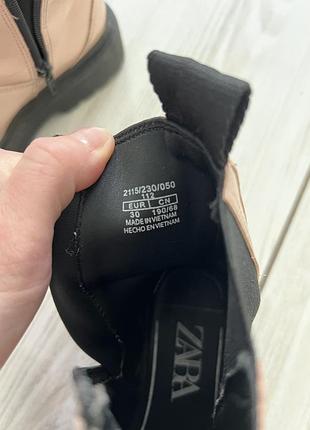 2115/230/050
112
EUR CN
30 190/68
MADE IN VIETNAM
HECHO EN VIETNAM
ZARA